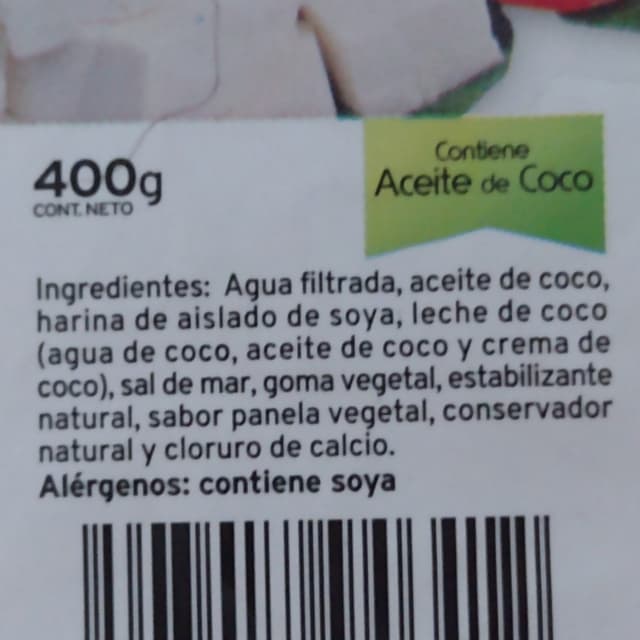 400g
CONT. NETO
Contiene
Aceite de Coco
Ingredientes: Agua filtrada, aceite de coco,
harina de aislado de soya, leche de coco
(agua de coco, aceite de coco y crema de
coco), sal de mar, goma vegetal, estabilizante
natural, sabor panela vegetal, conservador
natural y cloruro de calcio.
Alérgenos: contiene soya